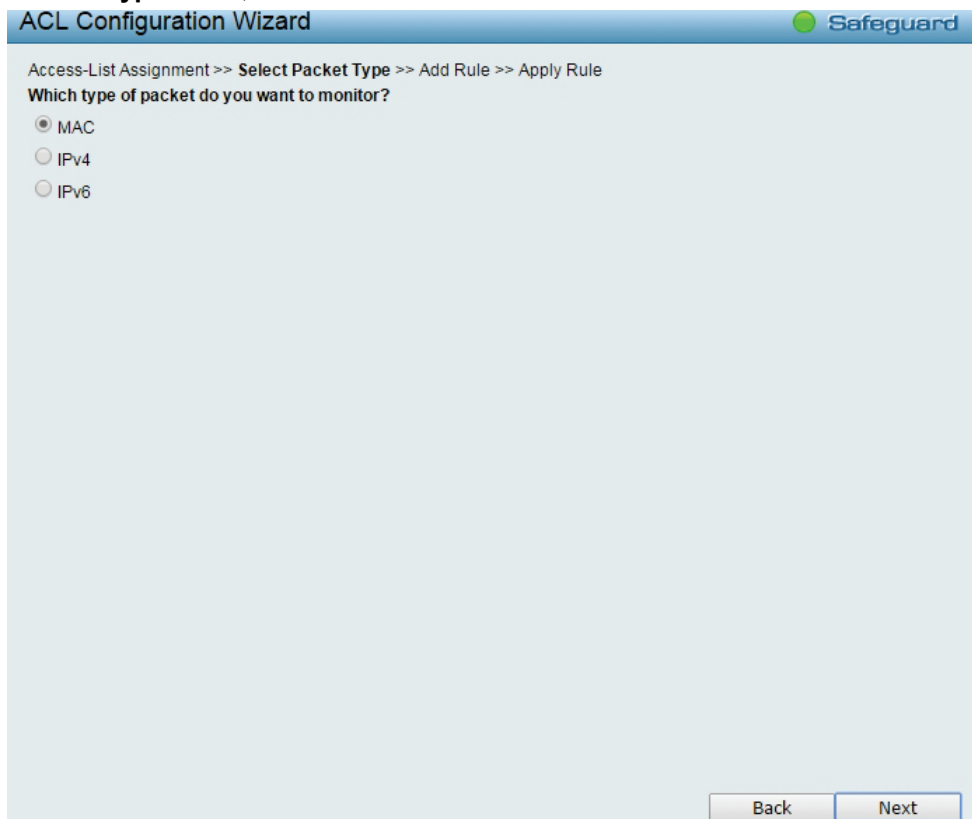 ACL Configuration Wizard
Safeguard
Access-List Assignment >> Select Packet Type >> Add Rule >> Apply Rule
Which type of packet do you want to monitor?
MAC
IPv4
IPv6
Back
Next